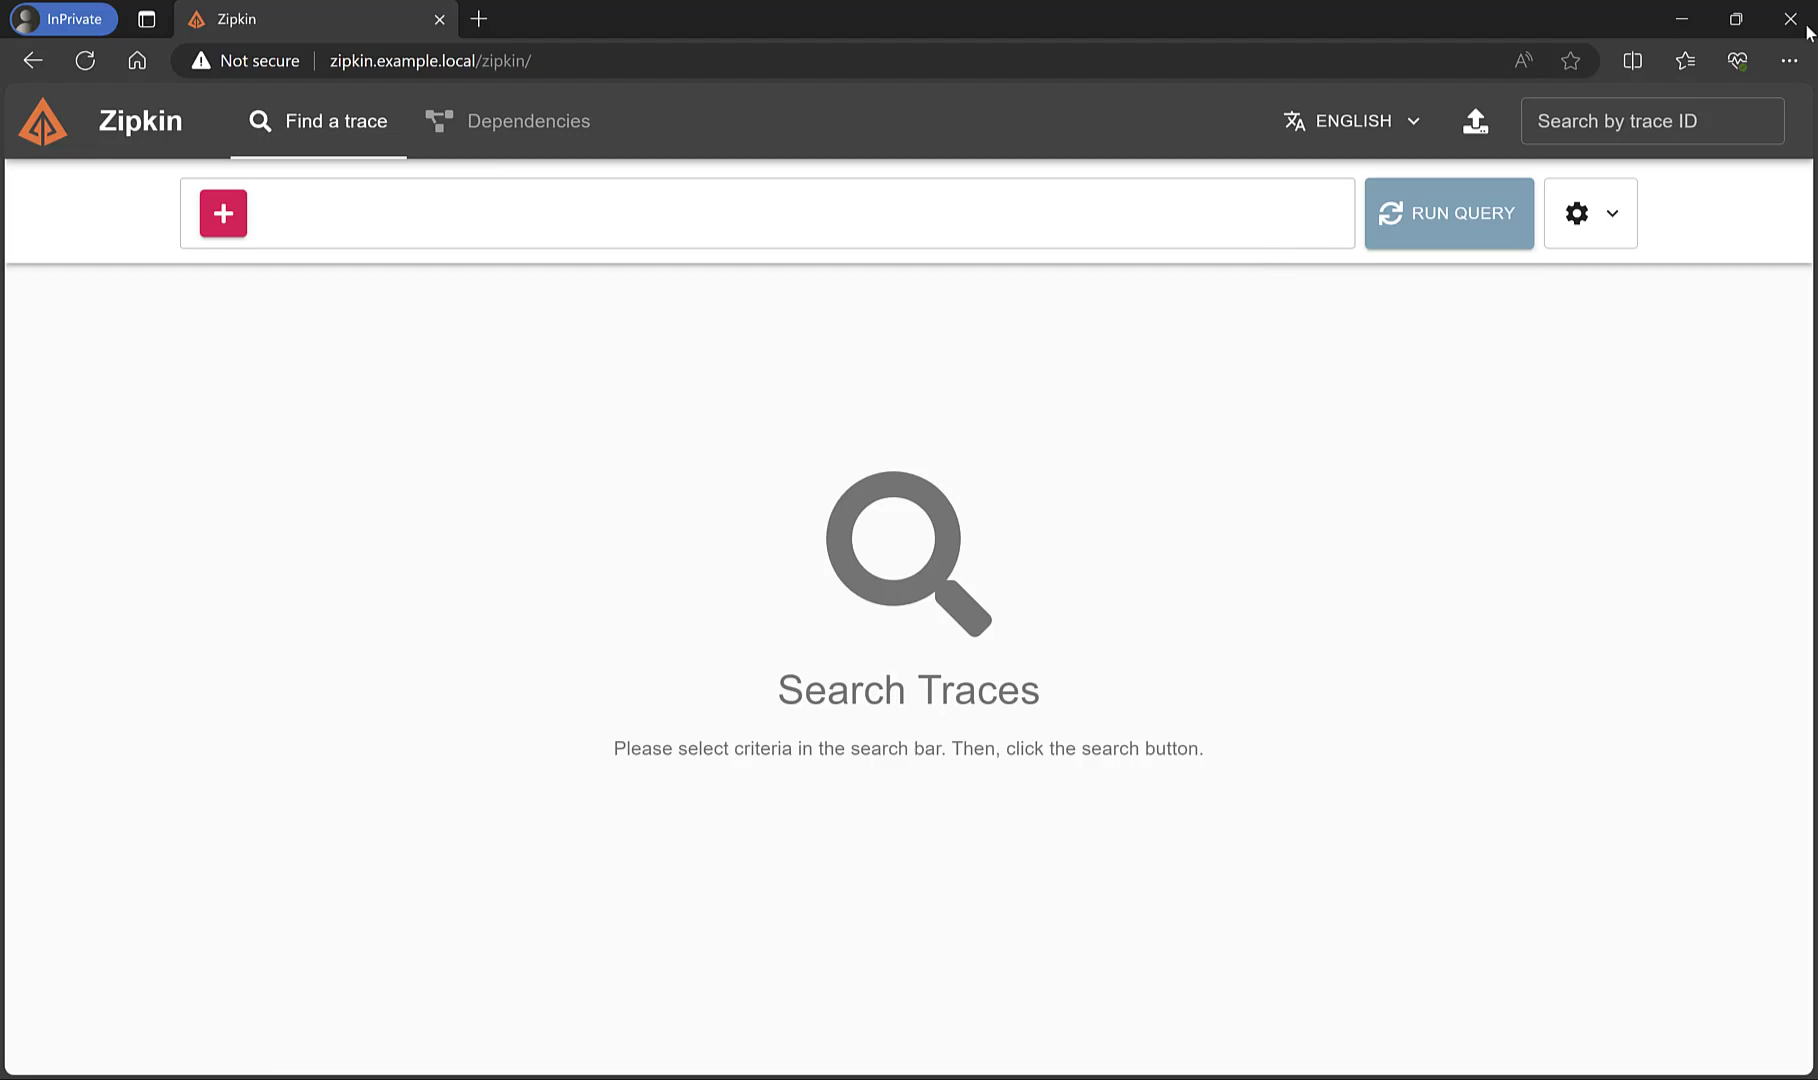 InPrivate
Zipkin
Not secure
zipkin.example.local/zipkin/
Zipkin
Find a trace
Dependencies
ENGLISH
Search by trace ID
RUN QUERY
Search Traces
Please select criteria in the search bar. Then, click the search button.